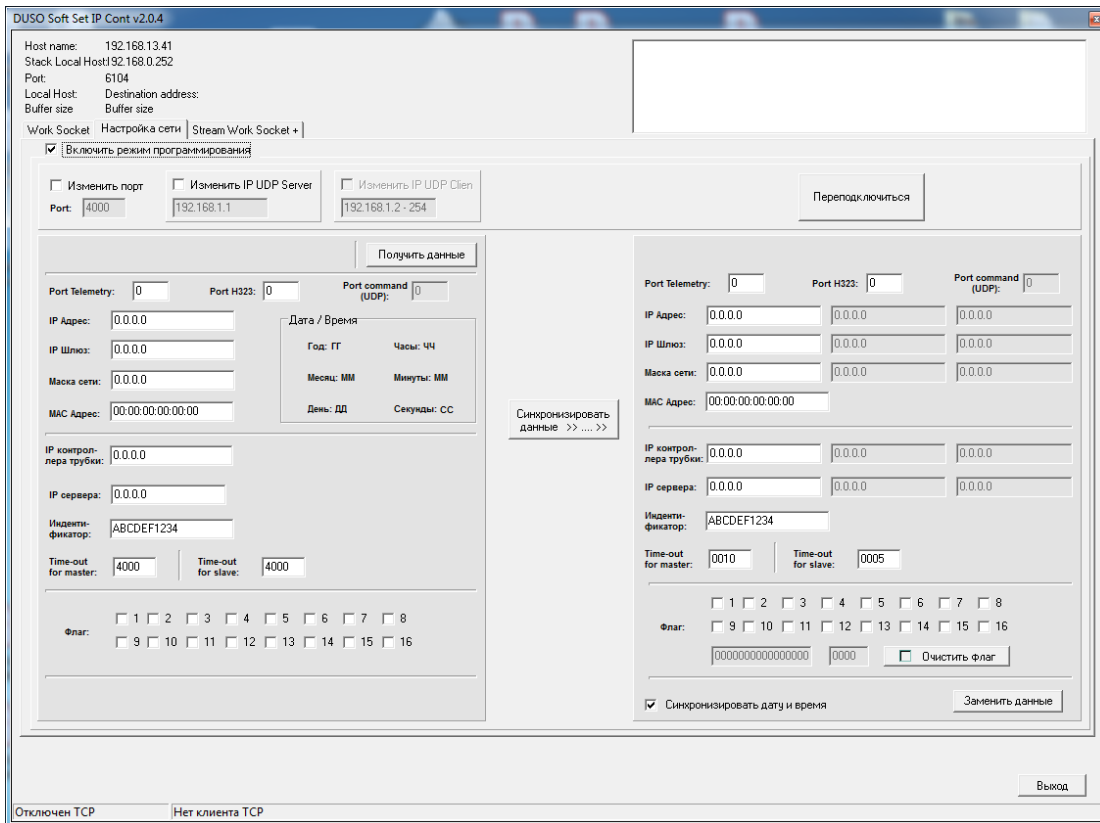 DUSO Soft Set IP Cont v2.0.4
Host name: 192.168.13.41
Stack Local Host:192.168.0.252
Port: 6104
Local Host: Destination address:
Buffer size Buffer size
Work Socket Настройка сети Stream Work Socket +
Включить режим программирования
Изменить порт Изменить IP UDP Server Изменить IP UDP Clien
Port: 4000 192.168.1.1 192.168.1.2 - 254
Переподключиться
Получить данные
Port Telemetry: 0 Port H323: 0 Port command (UDP): 0
IP Адрес: 0.0.0.0
IP Шлюз: 0.0.0.0
Маска сети: 0.0.0.0
MAC Адрес: 00:00:00:00:00:00
Дата / Время
Год: ГГ Часы: ЧЧ
Месяц: ММ Минуты: ММ
День: ДД Секунды: СС
IP контрол-
лера трубки: 0.0.0.0
IP сервера: 0.0.0.0
Инденти-
фикатор: ABCDEF1234
Time-out for master: 4000 Time-out for slave: 4000
Флаг: 1 2 3 4 5 6 7 8
9 10 11 12 13 14 15 16
Синхронизировать
данные >> .... >>
Port Telemetry: 0 Port H323: 0 Port command (UDP): 0
IP Адрес: 0.0.0.0 0.0.0.0 0.0.0.0
IP Шлюз: 0.0.0.0 0.0.0.0 0.0.0.0
Маска сети: 0.0.0.0 0.0.0.0 0.0.0.0
MAC Адрес: 00:00:00:00:00:00
IP контрол-
лера трубки: 0.0.0.0 0.0.0.0 0.0.0.0
IP сервера: 0.0.0.0 0.0.0.0 0.0.0.0
Инденти-
фикатор: ABCDEF1234
Time-out for master: 0010 Time-out for slave: 0005
Флаг: 1 2 3 4 5 6 7 8
9 10 11 12 13 14 15 16
0000000000000000 0000 Очистить флаг
Синхронизировать дату и время Заменить данные
Выход
Отключен TCP Нет клиента TCP